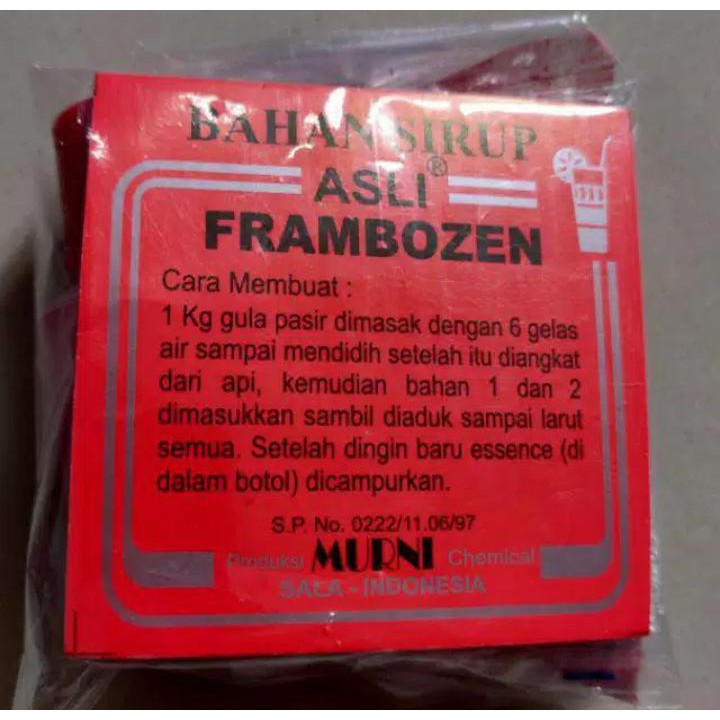 BAHAN SIRUP
ASLI®
FRAMBOZEN
Cara Membuat :
1 Kg gula pasir dimasak dengan 6 gelas
air sampai mendidih setelah itu diangkat
dari api, kemudian bahan 1 dan 2
dimasukkan sambil diaduk sampai larut
semua. Setelah dingin baru essence (di
dalam botol) dicampurkan.
S.P. No. 0222/11.06/97
Produksi MURNI Chemical
SALA - INDONESIA